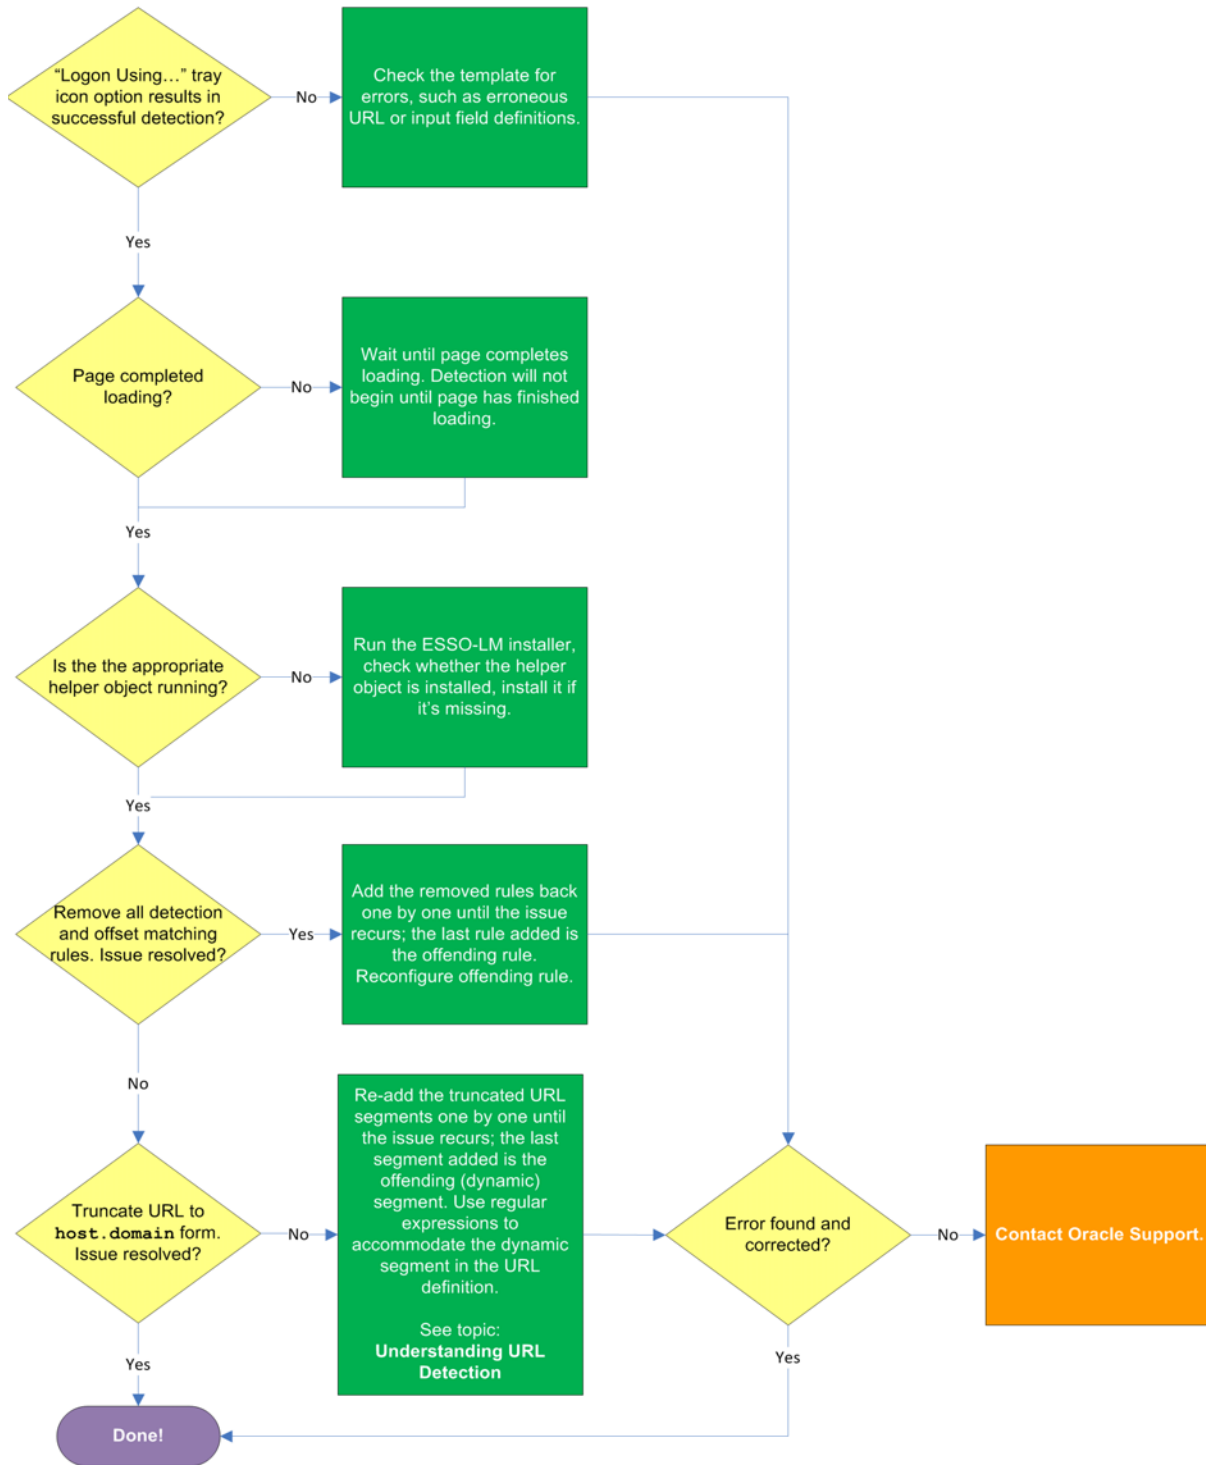 “Logon Using…” tray
icon option results in
successful detection?
No
Check the template for
errors, such as erroneous
URL or input field definitions.
Yes
Page completed
loading?
No
Wait until page completes
loading. Detection will not
begin until page has finished
loading.
Yes
Is the the appropriate
helper object running?
No
Run the ESSO-LM installer,
check whether the helper
object is installed, install it if
it’s missing.
Yes
Remove all detection
and offset matching
rules. Issue resolved?
Yes
Add the removed rules back
one by one until the issue
recurs; the last rule added is
the offending rule.
Reconfigure offending rule.
No
Truncate URL to
host.domain form.
Issue resolved?
No
Re-add the truncated URL
segments one by one until
the issue recurs; the last
segment added is the
offending (dynamic)
segment. Use regular
expressions to
accommodate the dynamic
segment in the URL
definition.
See topic:
Understanding URL
Detection
Error found and
corrected?
No
Contact Oracle Support.
Yes
Yes
Done!